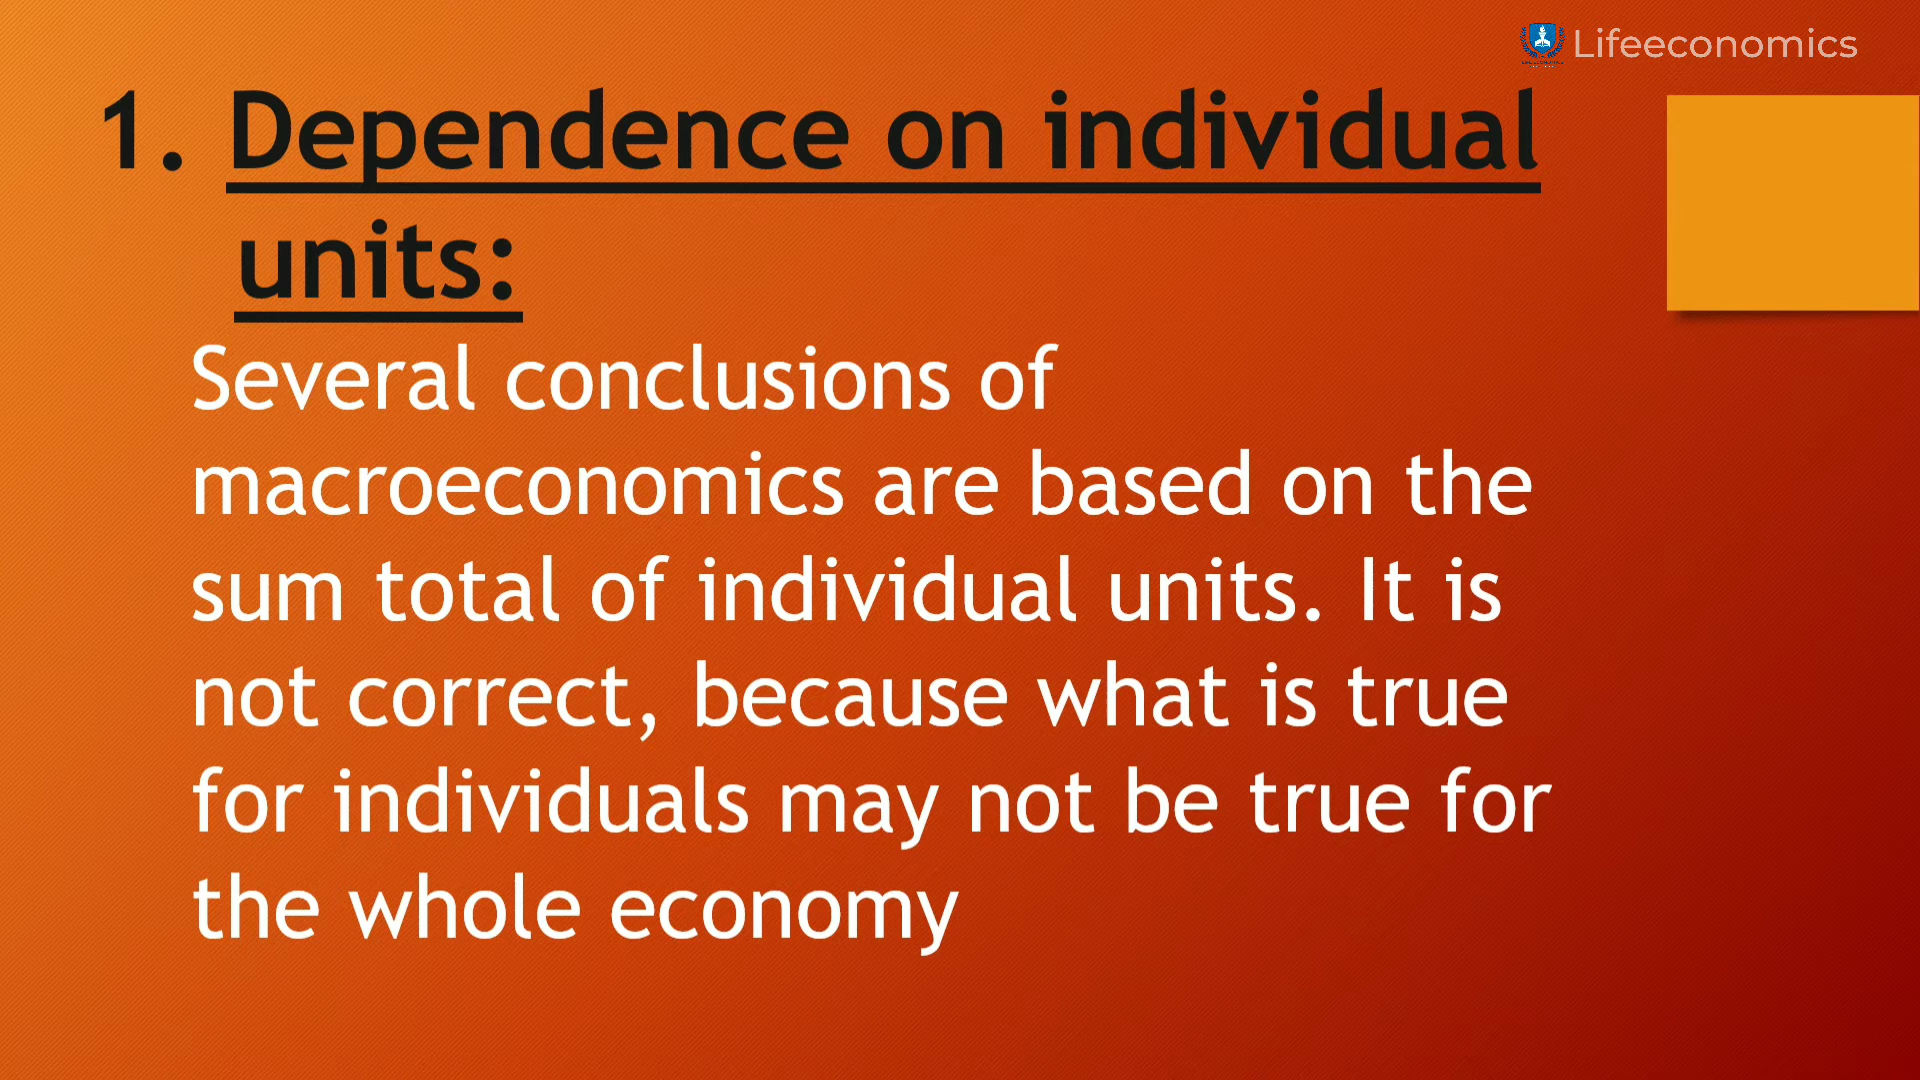 Lifeeconomics
1. Dependence on individual
units:
Several conclusions of
macroeconomics are based on the
sum total of individual units. It is
not correct, because what is true
for individuals may not be true for
the whole economy